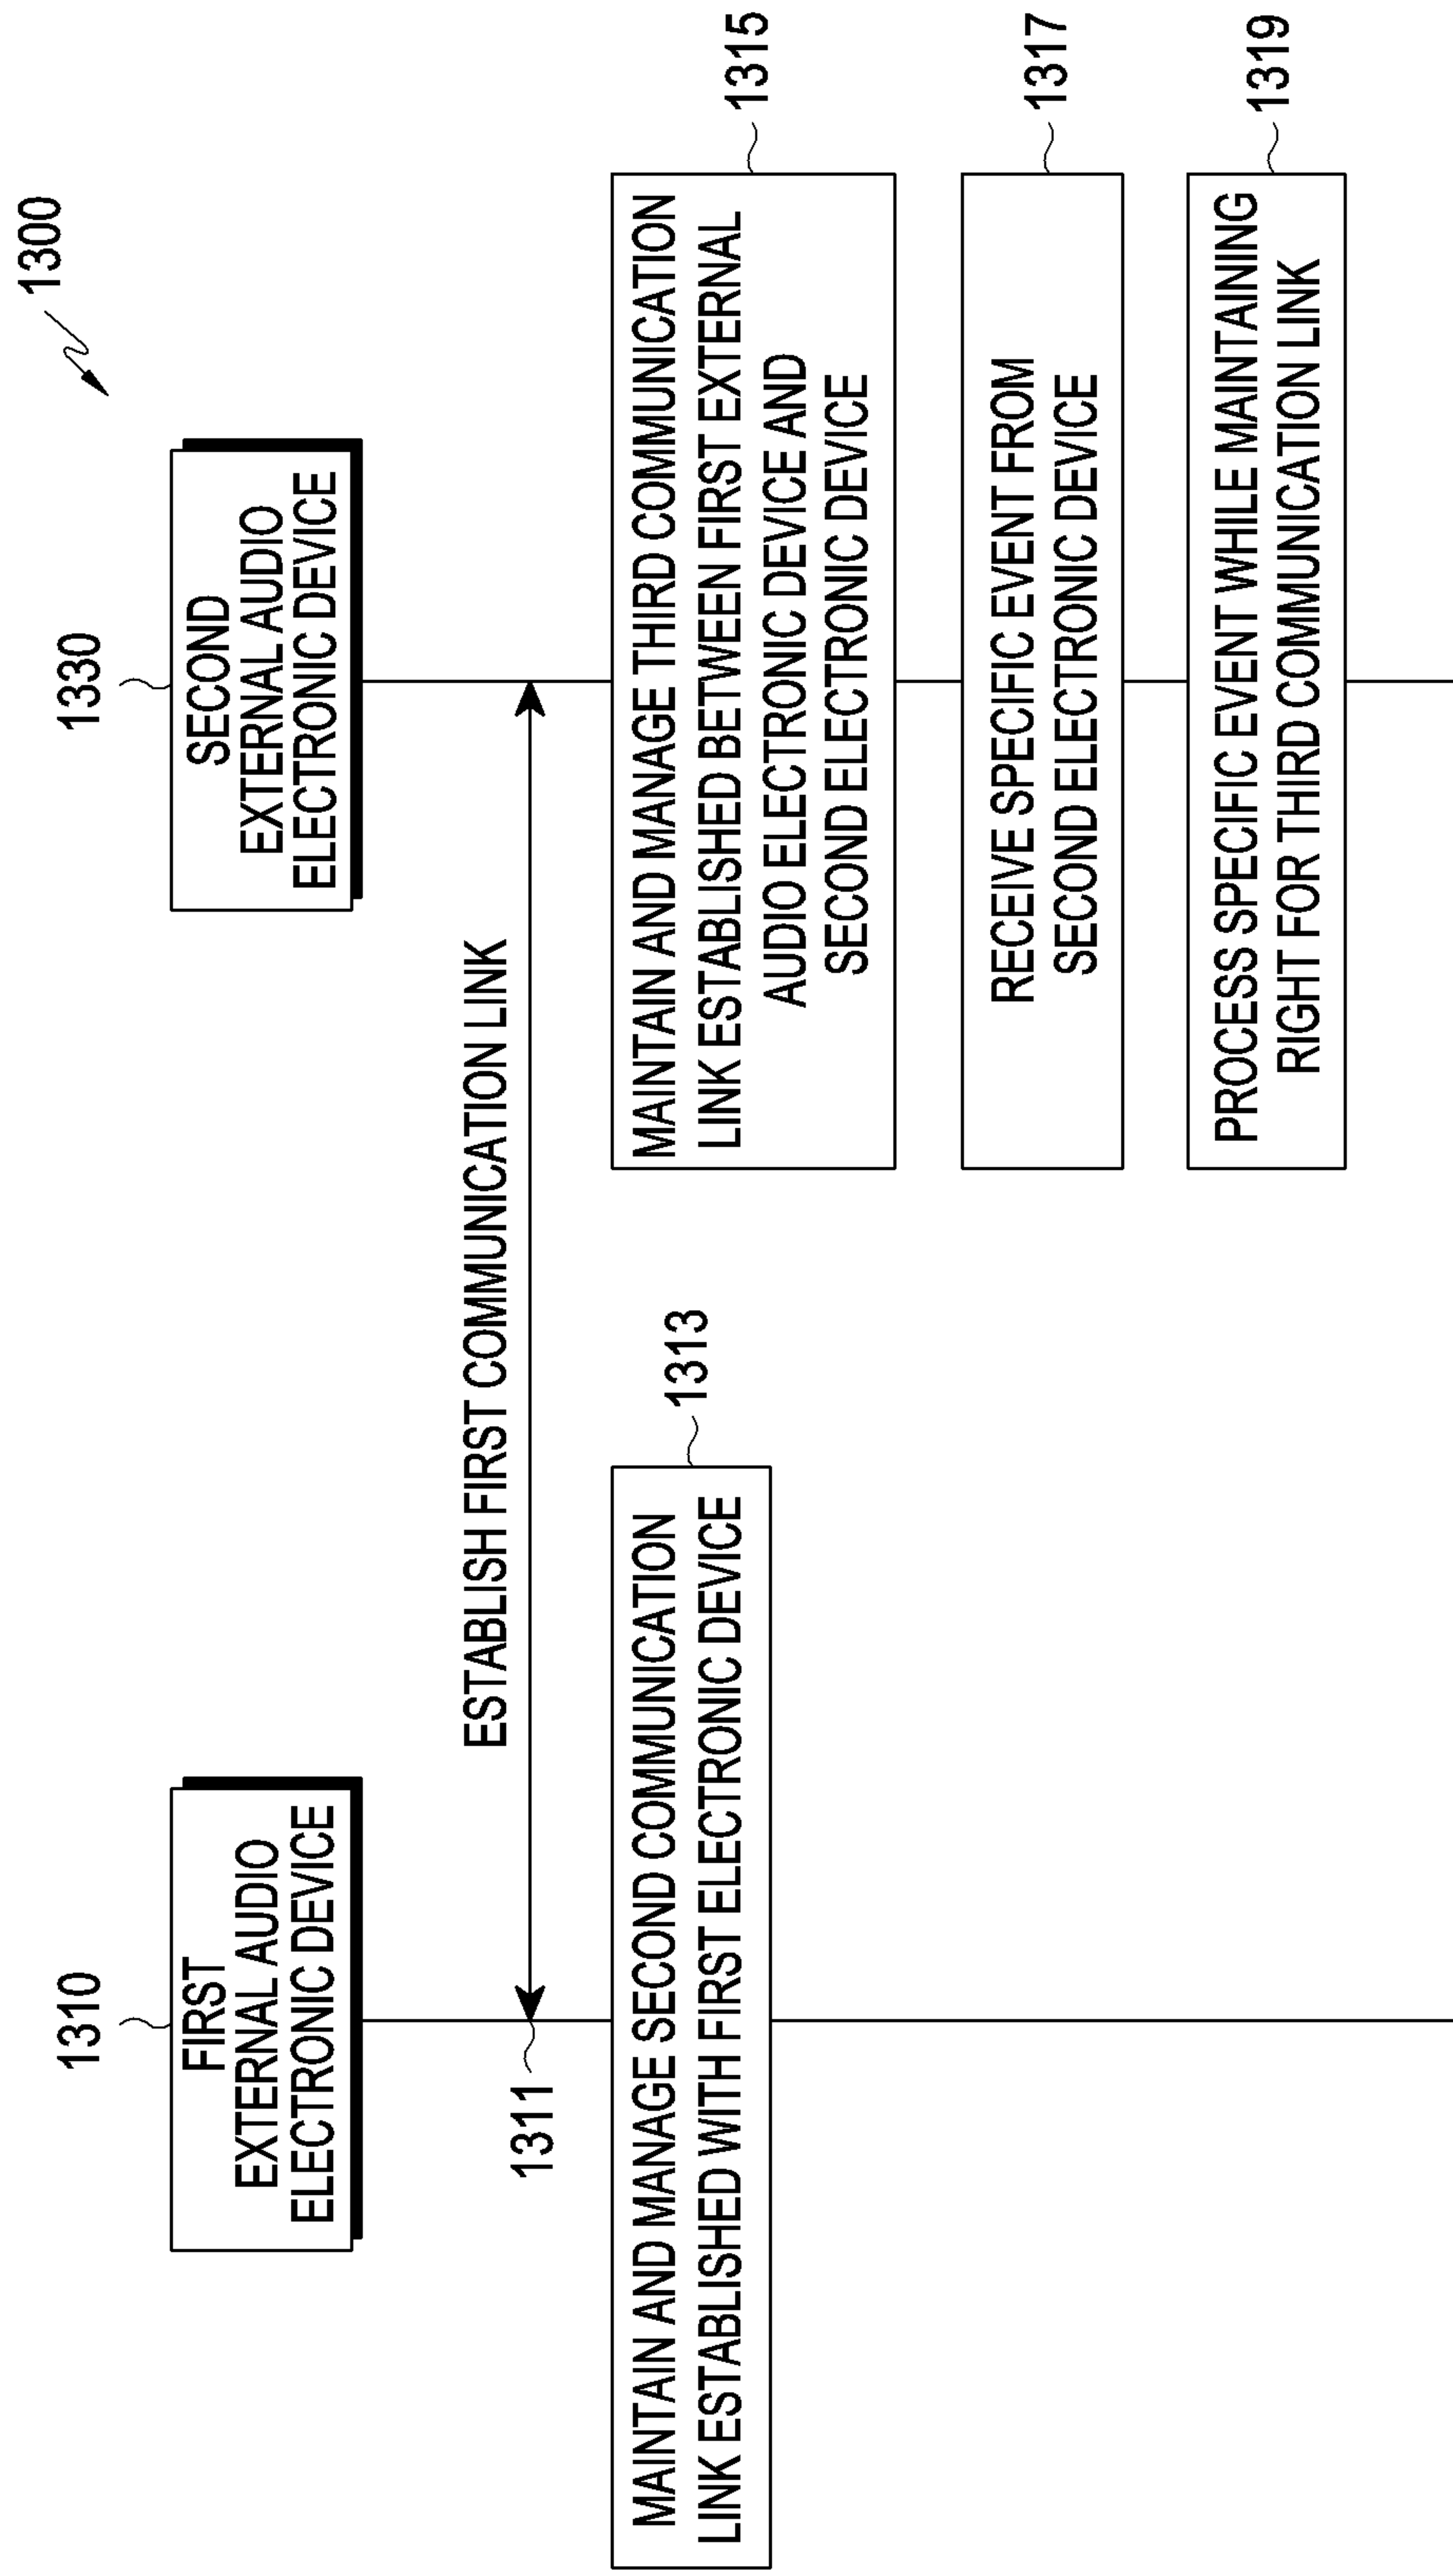 1300
1310
FIRST
EXTERNAL AUDIO
ELECTRONIC DEVICE
1330
SECOND
EXTERNAL AUDIO
ELECTRONIC DEVICE
ESTABLISH FIRST COMMUNICATION LINK
1311
1313
MAINTAIN AND MANAGE SECOND COMMUNICATION
LINK ESTABLISHED WITH FIRST ELECTRONIC DEVICE
MAINTAIN AND MANAGE THIRD COMMUNICATION
LINK ESTABLISHED BETWEEN FIRST EXTERNAL
AUDIO ELECTRONIC DEVICE AND
SECOND ELECTRONIC DEVICE
1315
RECEIVE SPECIFIC EVENT FROM
SECOND ELECTRONIC DEVICE
1317
PROCESS SPECIFIC EVENT WHILE MAINTAINING
RIGHT FOR THIRD COMMUNICATION LINK
1319